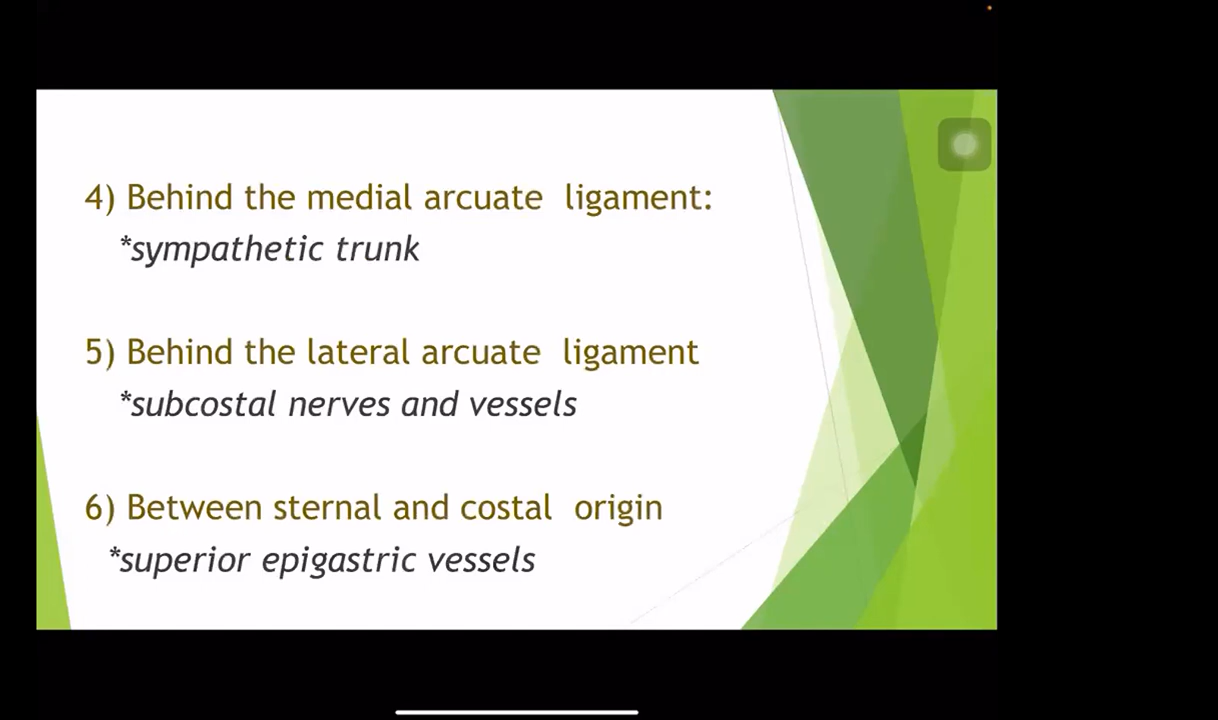 4) Behind the medial arcuate ligament:
*sympathetic trunk
5) Behind the lateral arcuate ligament
*subcostal nerves and vessels
6) Between sternal and costal origin
*superior epigastric vessels